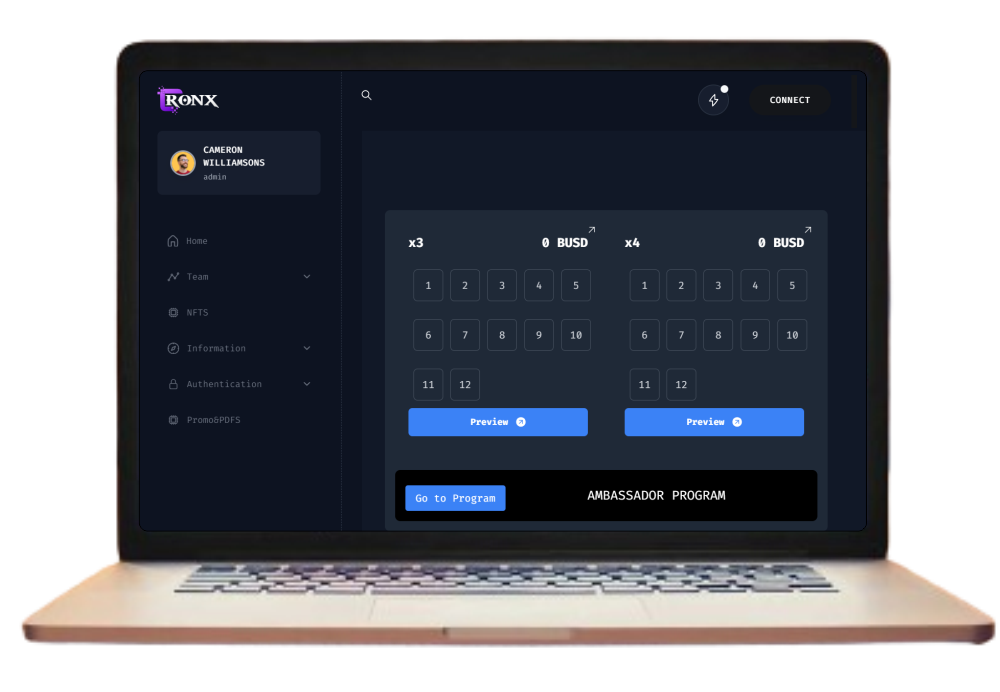 TRONX
CONNECT
CAMERON
WILLIAMSONS
admin
Home
Team
NFTS
Information
Authentication
Promo&PDFS
x3 0 BUSD
1 2 3 4 5
6 7 8 9 10
11 12
Preview
x4 0 BUSD
1 2 3 4 5
6 7 8 9 10
11 12
Preview
Go to Program
AMBASSADOR PROGRAM